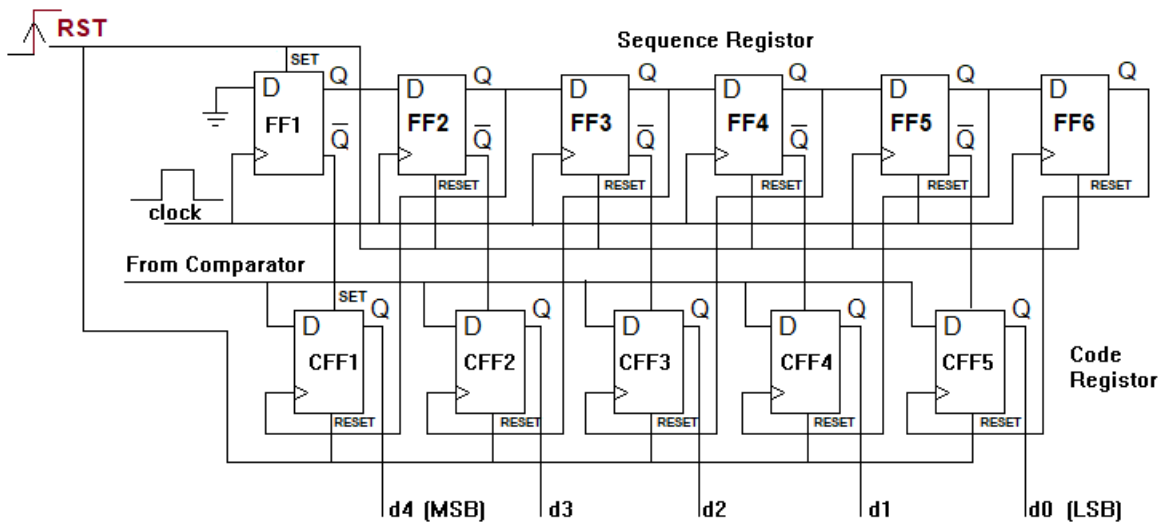 RST
Sequence Registor
SET
Q Q Q Q Q Q
D D D D D D
FF1 FF2 FF3 FF4 FF5 FF6
Q̅ Q̅ Q̅ Q̅ Q̅
RESET RESET RESET RESET RESET
clock
From Comparator
SET
Q Q Q Q Q
D D D D D
CFF1 CFF2 CFF3 CFF4 CFF5
Code
Registor
RESET RESET RESET RESET RESET
d4 (MSB) d3 d2 d1 d0 (LSB)